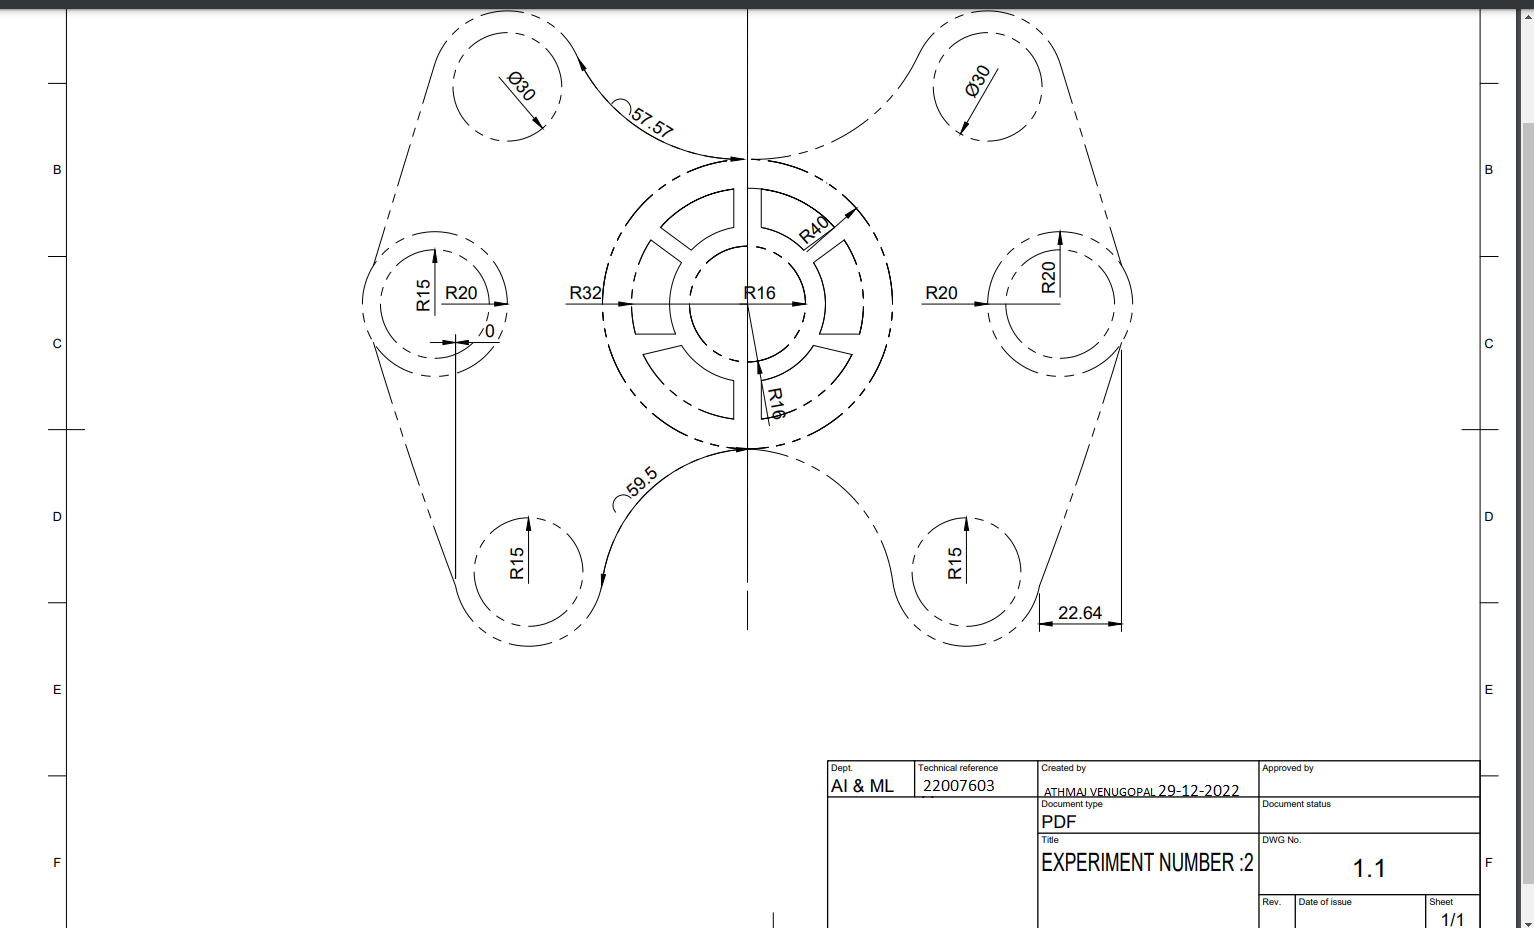 Ø30
Ø30
57.57
B
B
R40
R15
R20
R32
R16
R20
R20
0
C
C
R16
59.5
D
D
R15
R15
22.64
E
E
Dept.
AI & ML
Technical reference
22007603
Created by
ATHMAJ VENUGOPAL 29-12-2022
Approved by
Document type
PDF
Document status
Title
EXPERIMENT NUMBER :2
DWG No.
1.1
F
F
Rev.
Date of issue
Sheet
1/1